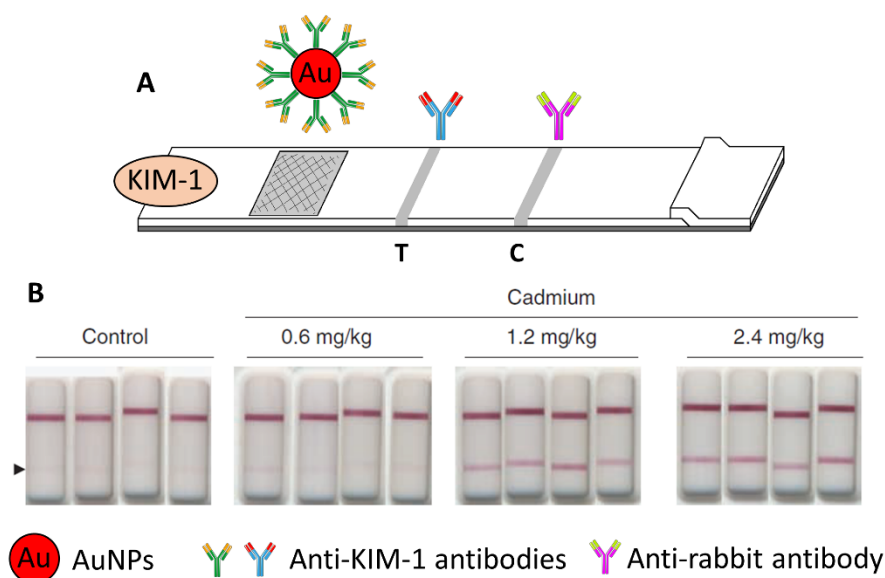 A
Au
KIM-1
T C
B
Cadmium
Control 0.6 mg/kg 1.2 mg/kg 2.4 mg/kg
Au AuNPs Anti-KIM-1 antibodies Anti-rabbit antibody